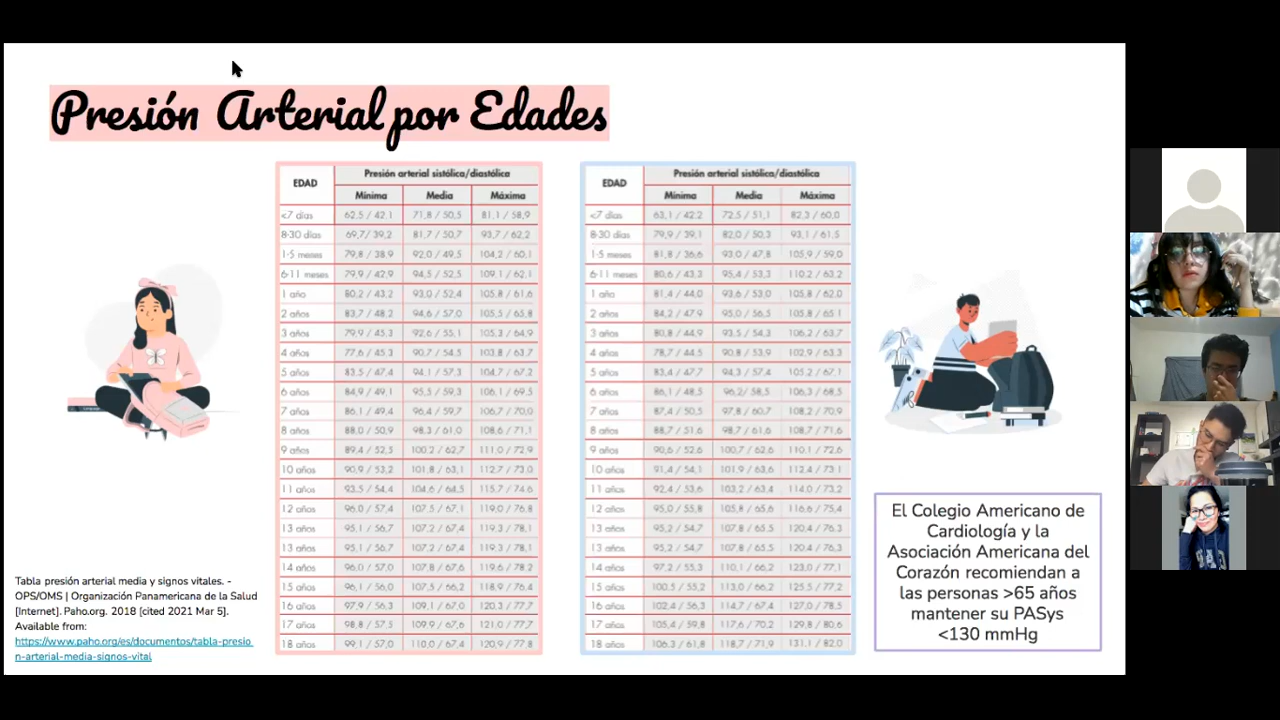 Presión Arterial por Edades
EDAD Presión arterial sistólica/diastólica
Mínima Media Máxima
<7 días 62,5 / 42,1 71,8 / 50,5 81,1 / 58,9
8-30 días 69,7/ 39,2 81,7 / 50,7 93,7 / 62,2
1-5 meses 79,8 / 38,9 92,0 / 49,5 104,2 / 60,1
6-11 meses 79,9 / 42,9 94,5 / 52,5 109,1 / 62,1
1 año 80,2 / 43,2 93,0 / 52,4 105,8 / 61,6
2 años 83,7 / 48,2 94,6 / 57,0 105,5 / 65,8
3 años 79,9 / 45,3 92,6 / 55,1 105,3 / 64,9
4 años 77,6 / 45,3 90,7 / 54,5 103,8 / 63,7
5 años 83,5 / 47,4 94,1 / 57,3 104,7 / 67,2
6 años 84,9 / 49,1 95,5 / 59,3 106,1 / 69,5
7 años 86,1 / 49,4 96,4 / 59,7 106,7 / 70,0
8 años 88,0 / 50,9 98,3 / 61,0 108,6 / 71,1
9 años 89,4 / 52,5 100,2 / 62,7 111,0 / 72,9
10 años 90,9 / 53,2 101,8 / 63,1 112,7 / 73,0
11 años 93,5 / 54,4 104,6 / 64,5 115,7 / 74,6
12 años 96,0 / 57,4 107,5 / 67,1 119,0 / 76,8
13 años 95,1 / 56,7 107,2 / 67,4 119,3 / 78,1
13 años 95,1 / 56,7 107,2 / 67,4 119,3 / 78,1
14 años 96,0 / 57,0 107,8 / 67,6 119,6 / 78,2
15 años 96,1 / 56,0 107,5 / 66,2 118,9 / 76,4
16 años 97,9 / 56,3 109,1 / 67,0 120,3 / 77,7
17 años 98,8 / 57,5 109,9 / 67,6 121,0 / 77,7
18 años 99,1 / 57,0 110,0 / 67,4 120,9 / 77,8
EDAD Presión arterial sistólica/diastólica
Mínima Media Máxima
<7 días 63,1 / 42,2 72,5 / 51,1 82,3 / 60,0
8-30 días 79,9 / 39,1 82,0 / 50,3 93,1 / 61,5
1-5 meses 81,8 / 36,6 93,0 / 47,8 105,9 / 59,0
6-11 meses 80,6 / 43,3 95,4 / 53,3 110,2 / 63,2
1 año 81,4 / 44,0 93,6 / 53,0 105,8 / 62,0
2 años 84,2 / 47,9 95,0 / 56,5 105,8 / 65,1
3 años 80,8 / 44,9 93,5 / 54,3 106,2 / 63,7
4 años 78,7 / 44,5 90,8 / 53,9 102,9 / 63,3
5 años 83,4 / 47,7 94,3 / 57,4 105,2 / 67,1
6 años 86,1 / 48,5 96,2/ 58,5 106,3 / 68,5
7 años 87,4 / 50,5 97,8 / 60,7 108,2 / 70,9
8 años 88,7 / 51,6 98,7 / 61,6 108,7 / 71,6
9 años 90,6 / 52,6 100,7 / 62,6 110,1 / 72,6
10 años 91,4 / 54,1 101,9 / 63,6 112,4 / 73,1
11 años 92,4 / 53,6 103,2 / 63,4 114,0 / 73,2
12 años 95,0 / 55,8 105,8 / 65,6 116,6 / 75,4
13 años 95,2 / 54,7 107,8 / 65,5 120,4 / 76,3
13 años 95,2 / 54,7 107,8 / 65,5 120,4 / 76,3
14 años 97,2 / 55,3 110,1 / 66,2 123,0 / 77,1
15 años 100,5 / 55,2 113,0 / 66,2 125,5 / 77,2
16 años 102,4 / 56,3 114,7 / 67,4 127,0 / 78,5
17 años 105,4 / 59,8 117,6 / 70,2 129,8 / 80,6
18 años 106,3 / 61,8 118,7 / 71,9 131,1 / 82,0
El Colegio Americano de
Cardiología y la
Asociación Americana del
Corazón recomiendan a
las personas >65 años
mantener su PASys
<130 mmHg
Tabla presión arterial media y signos vitales. -
OPS/OMS | Organización Panamericana de la Salud
[Internet]. Paho.org. 2018 [cited 2021 Mar 5].
Available from:
https://www.paho.org/es/documentos/tabla-presio
n-arterial-media-signos-vital